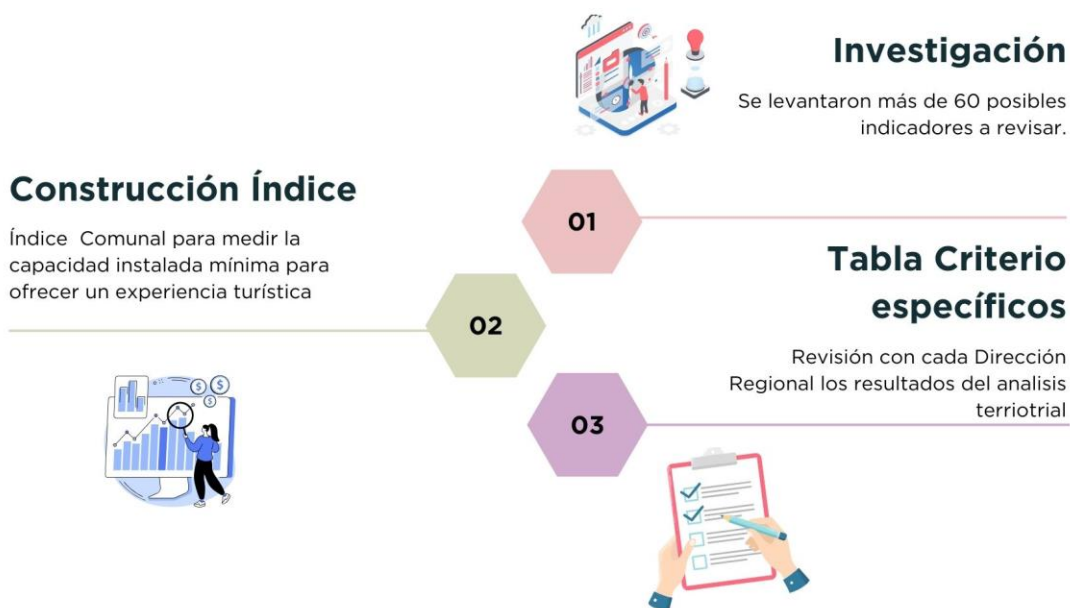 Investigación
Se levantaron más de 60 posibles
indicadores a revisar.
01
Construcción Índice
Índice Comunal para medir la
capacidad instalada mínima para
ofrecer un experiencia turística
02
Tabla Criterio
específicos
Revisión con cada Dirección
Regional los resultados del analisis
terriotrial
03